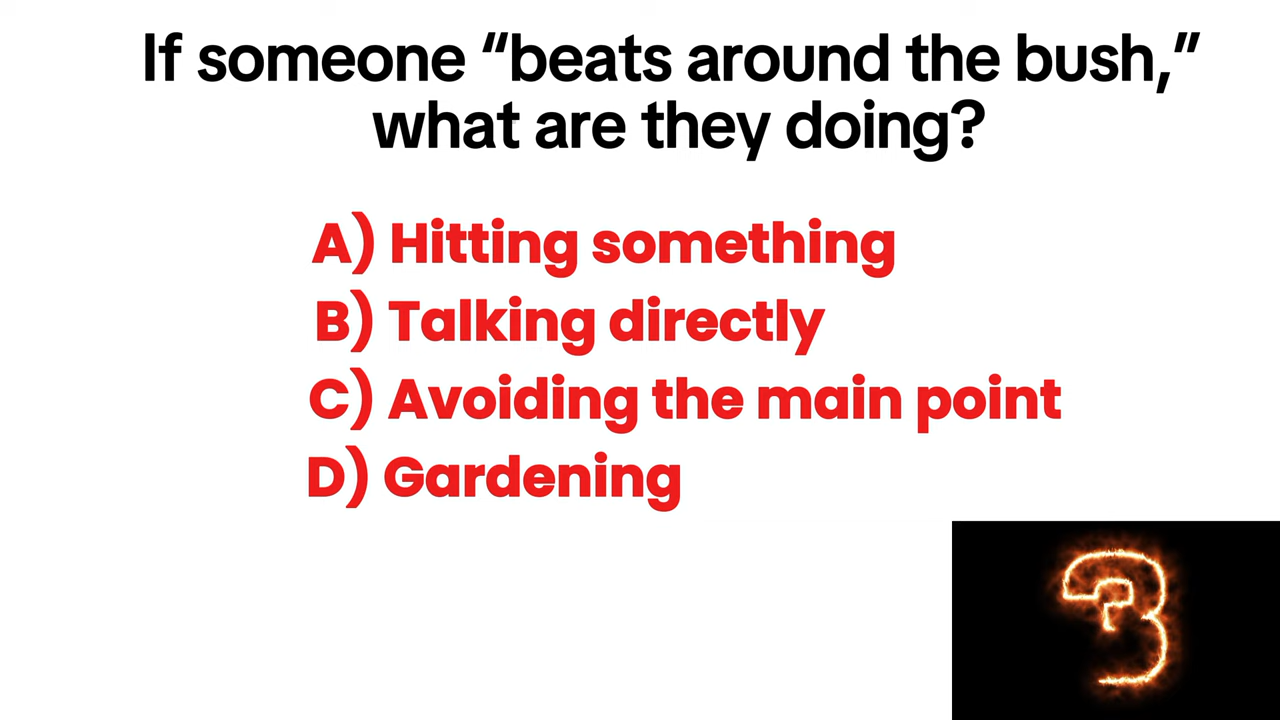 If someone “beats around the bush,”
what are they doing?
A) Hitting something
B) Talking directly
C) Avoiding the main point
D) Gardening
3